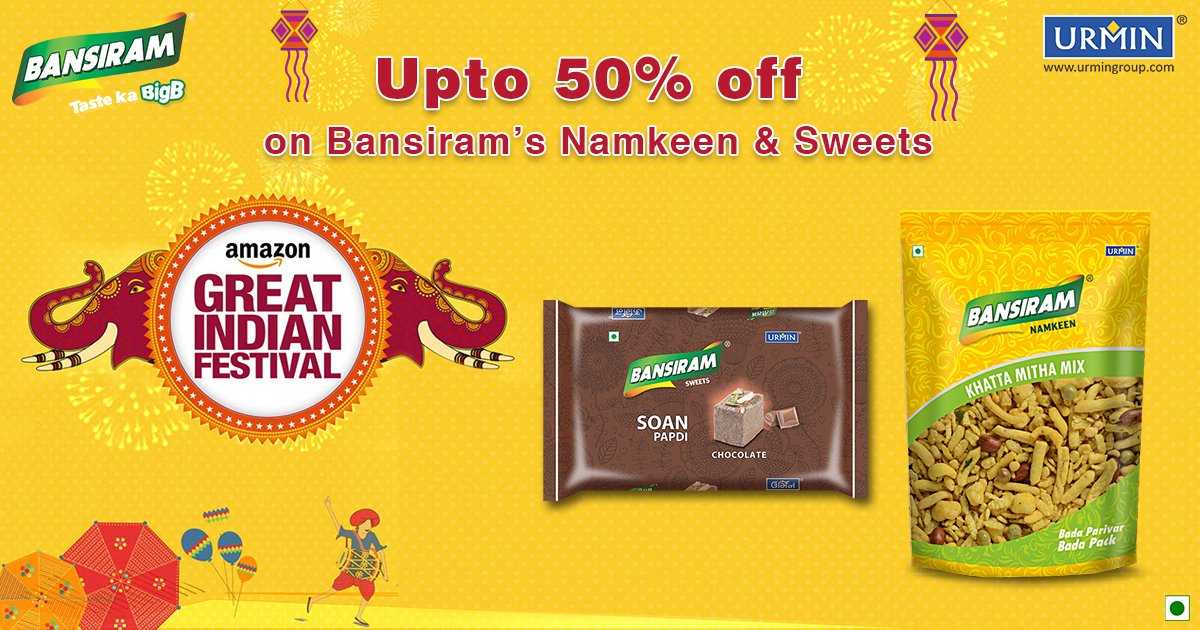 BANSIRAM
Taste ka BigB
Upto 50% off
on Bansiram's Namkeen & Sweets
URMIN
www.urmingroup.com
amazon
GREAT
INDIAN
FESTIVAL
URMIN
BANSIRAM
SWEETS
SOAN
PAPDI
CHOCOLATE
URMIN
BANSIRAM
NAMKEEN
KHATTA MITHA MIX
Bada Parivar
Bada Pack